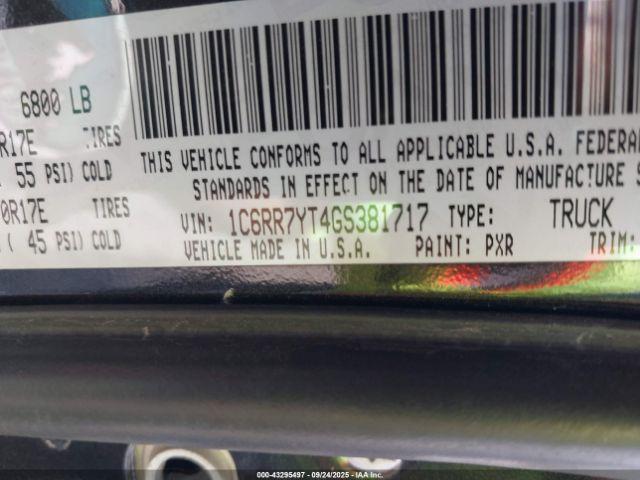 6800 LB
R17E TIRES
55 PSI) COLD
0R17E TIRES
( 45 PSI) COLD
THIS VEHICLE CONFORMS TO ALL APPLICABLE U.S.A. FEDERAL
STANDARDS IN EFFECT ON THE DATE OF MANUFACTURE S
VIN: 1C6RR7YT4GS381717 TYPE: TRUCK
VEHICLE MADE IN U.S.A. PAINT: PXR TRIM:
000-43295497 - 09/24/2025 - IAA Inc.